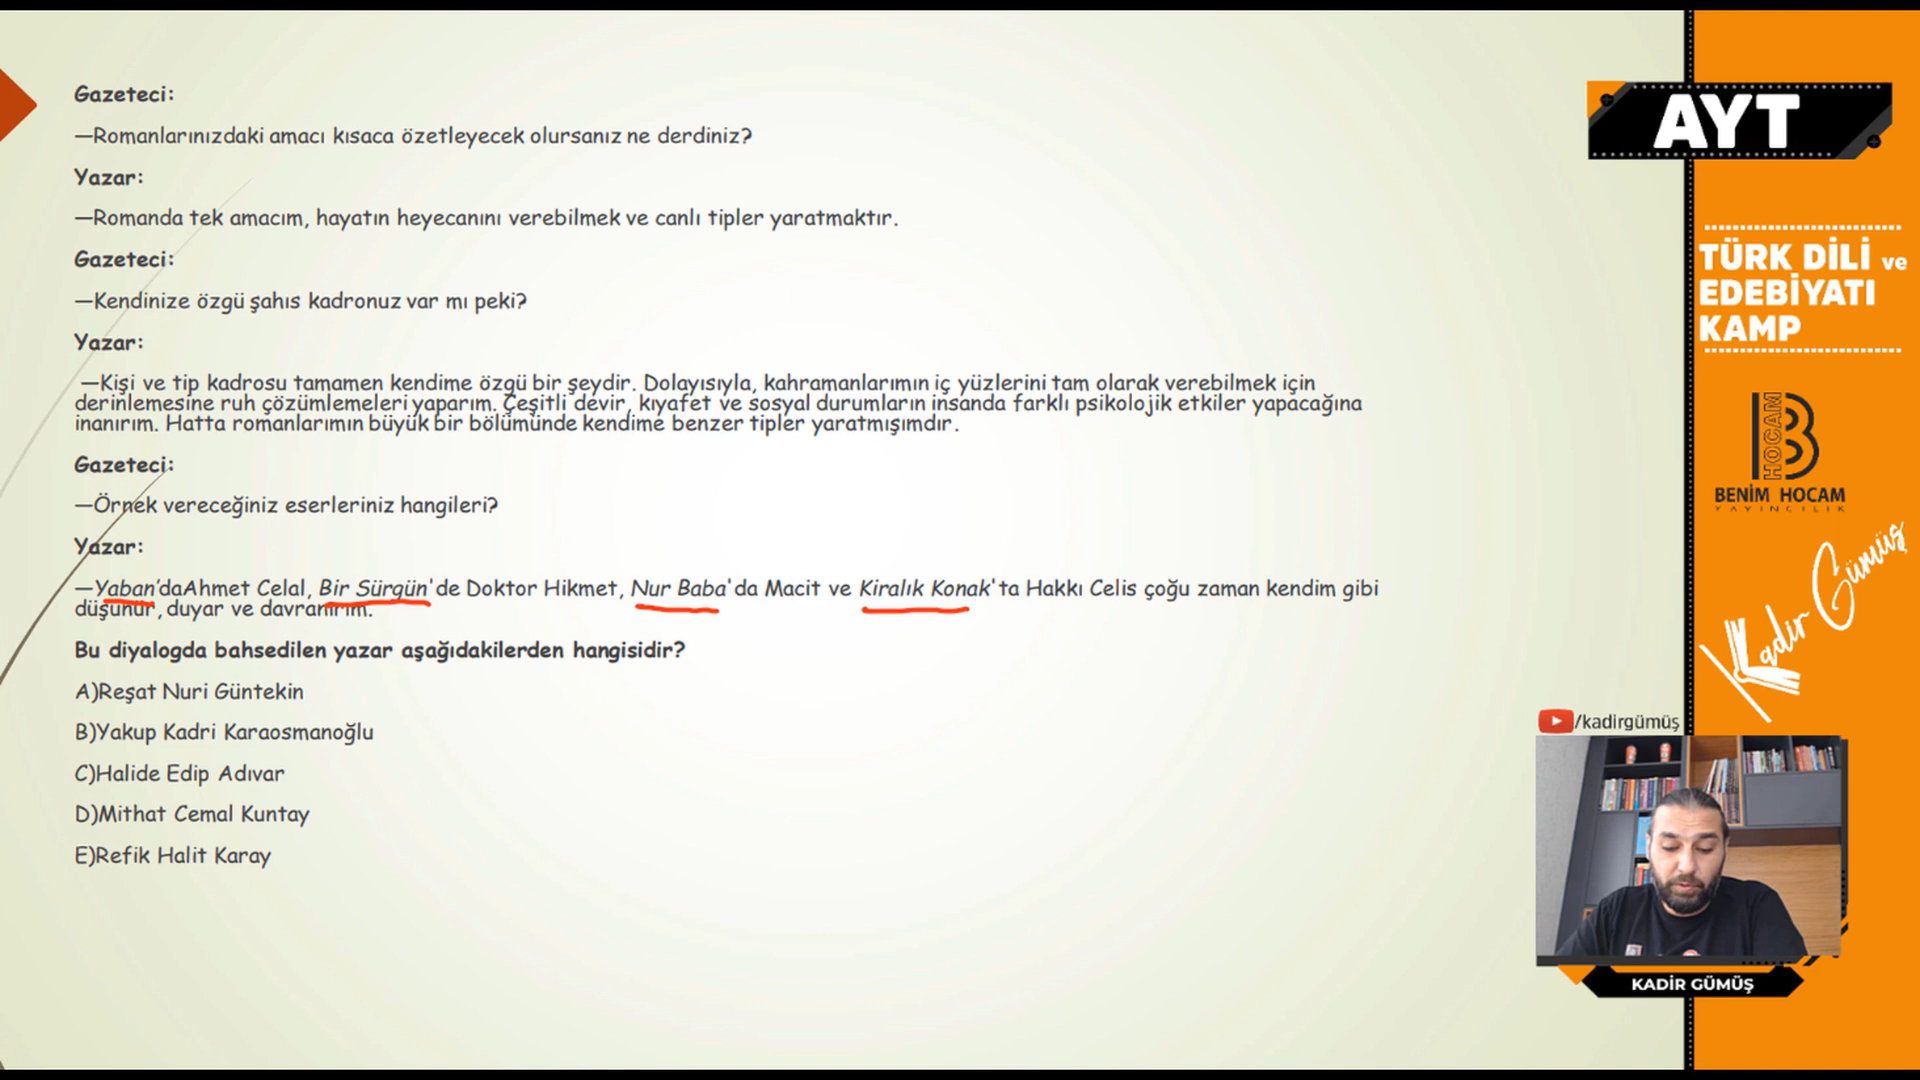 Gazeteci:
—Romanlarınızdaki amacı kısaca özetleyecek olursanız ne derdiniz?
Yazar:
—Romanda tek amacım, hayatın heyecanını verebilmek ve canlı tipler yaratmaktır.
Gazeteci:
—Kendinize özgü şahıs kadronuz var mı peki?
Yazar:
—Kişi ve tip kadrosu tamamen kendime özgü bir şeydir. Dolayısıyla, kahramanlarımın iç yüzlerini tam olarak verebilmek için
derinlemesine ruh çözümlemeleri yaparım. Çeşitli devir, kıyafet ve sosyal durumların insanda farklı psikolojik etkiler yapacağına
inanırım. Hatta romanlarımın büyük bir bölümünde kendime benzer tipler yaratmışımdır.
Gazeteci:
—Örnek vereceğiniz eserleriniz hangileri?
Yazar:
—Yaban'daAhmet Celal, Bir Sürgün'de Doktor Hikmet, Nur Baba'da Macit ve Kiralık Konak'ta Hakkı Celis çoğu zaman kendim gibi
düşünür, duyar ve davranırım.
Bu diyalogda bahsedilen yazar aşağıdakilerden hangisidir?
A)Reşat Nuri Güntekin
B)Yakup Kadri Karaosmanoğlu
C)Halide Edip Adıvar
D)Mithat Cemal Kuntay
E)Refik Halit Karay
AYT
TÜRK DİLİ ve
EDEBİYATI
KAMP
HOCAM
B
BENİM HOCAM
YAYINCILIK
Kadir Gümüş
/kadirgümüş
KADİR GÜMÜŞ